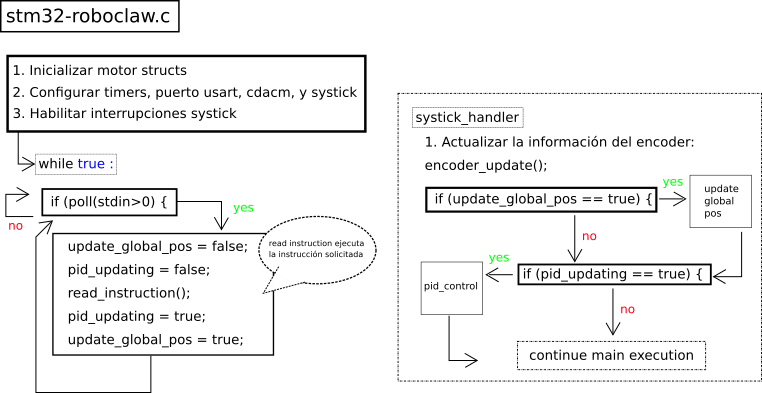 stm32-roboclaw.c
1. Inicializar motor structs
2. Configurar timers, puerto usart, cdacm, y systick
3. Habilitar interrupciones systick
while true :
if (poll(stdin>0) {
yes
no
update_global_pos = false;
pid_updating = false;
read_instruction();
pid_updating = true;
update_global_pos = true;
read instruction ejecuta
la instrucción solicitada
systick_handler
1. Actualizar la información del encoder:
encoder_update();
if (update_global_pos == true) {
yes
update
global
pos
no
if (pid_updating == true) {
yes
pid_control
no
continue main execution